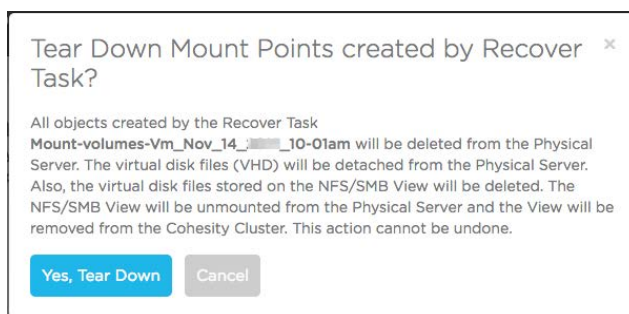 Tear Down Mount Points created by Recover ×
Task?
All objects created by the Recover Task
Mount-volumes-Vm_Nov_14_ _10-01am will be deleted from the Physical
Server. The virtual disk files (VHD) will be detached from the Physical Server.
Also, the virtual disk files stored on the NFS/SMB View will be deleted. The
NFS/SMB View will be unmounted from the Physical Server and the View will be
removed from the Cohesity Cluster. This action cannot be undone.
Yes, Tear Down Cancel